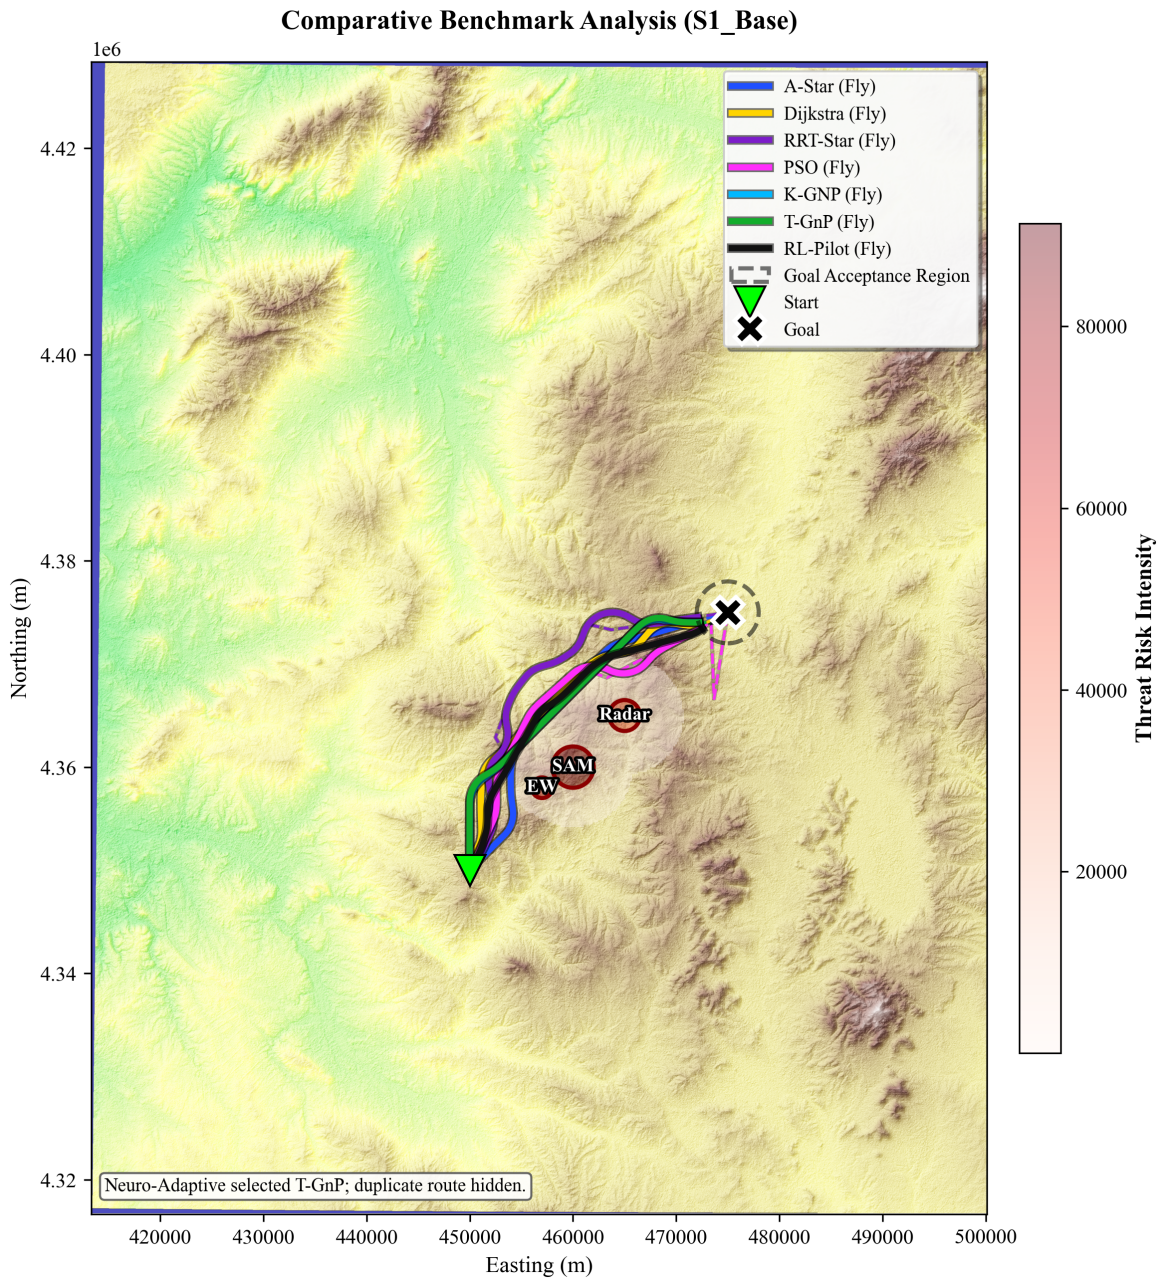 Comparative Benchmark Analysis (S1_Base)
1e6
A-Star (Fly)
Dijkstra (Fly)
RRT-Star (Fly)
PSO (Fly)
K-GNP (Fly)
T-GnP (Fly)
RL-Pilot (Fly)
Goal Acceptance Region
Start
Goal
4.42
4.40
4.38
4.36
4.34
4.32
Northing (m)
Radar
SAM
EW
Neuro-Adaptive selected T-GnP; duplicate route hidden.
420000
430000
440000
450000
460000
470000
480000
490000
500000
Easting (m)
80000
60000
40000
20000
Threat Risk Intensity